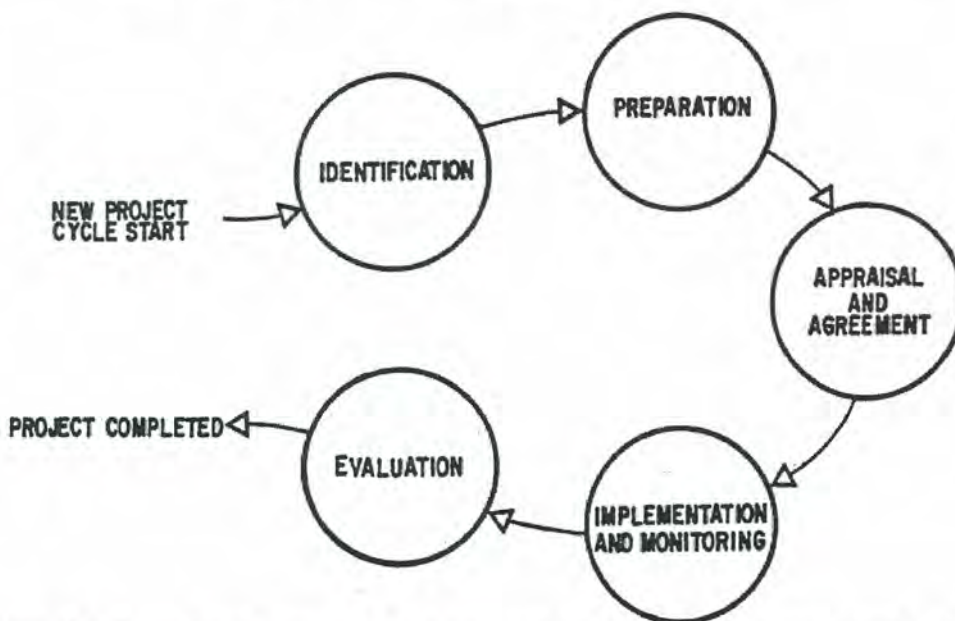 NEW PROJECT
CYCLE START
IDENTIFICATION
PREPARATION
APPRAISAL
AND
AGREEMENT
IMPLEMENTATION
AND MONITORING
EVALUATION
PROJECT COMPLETED